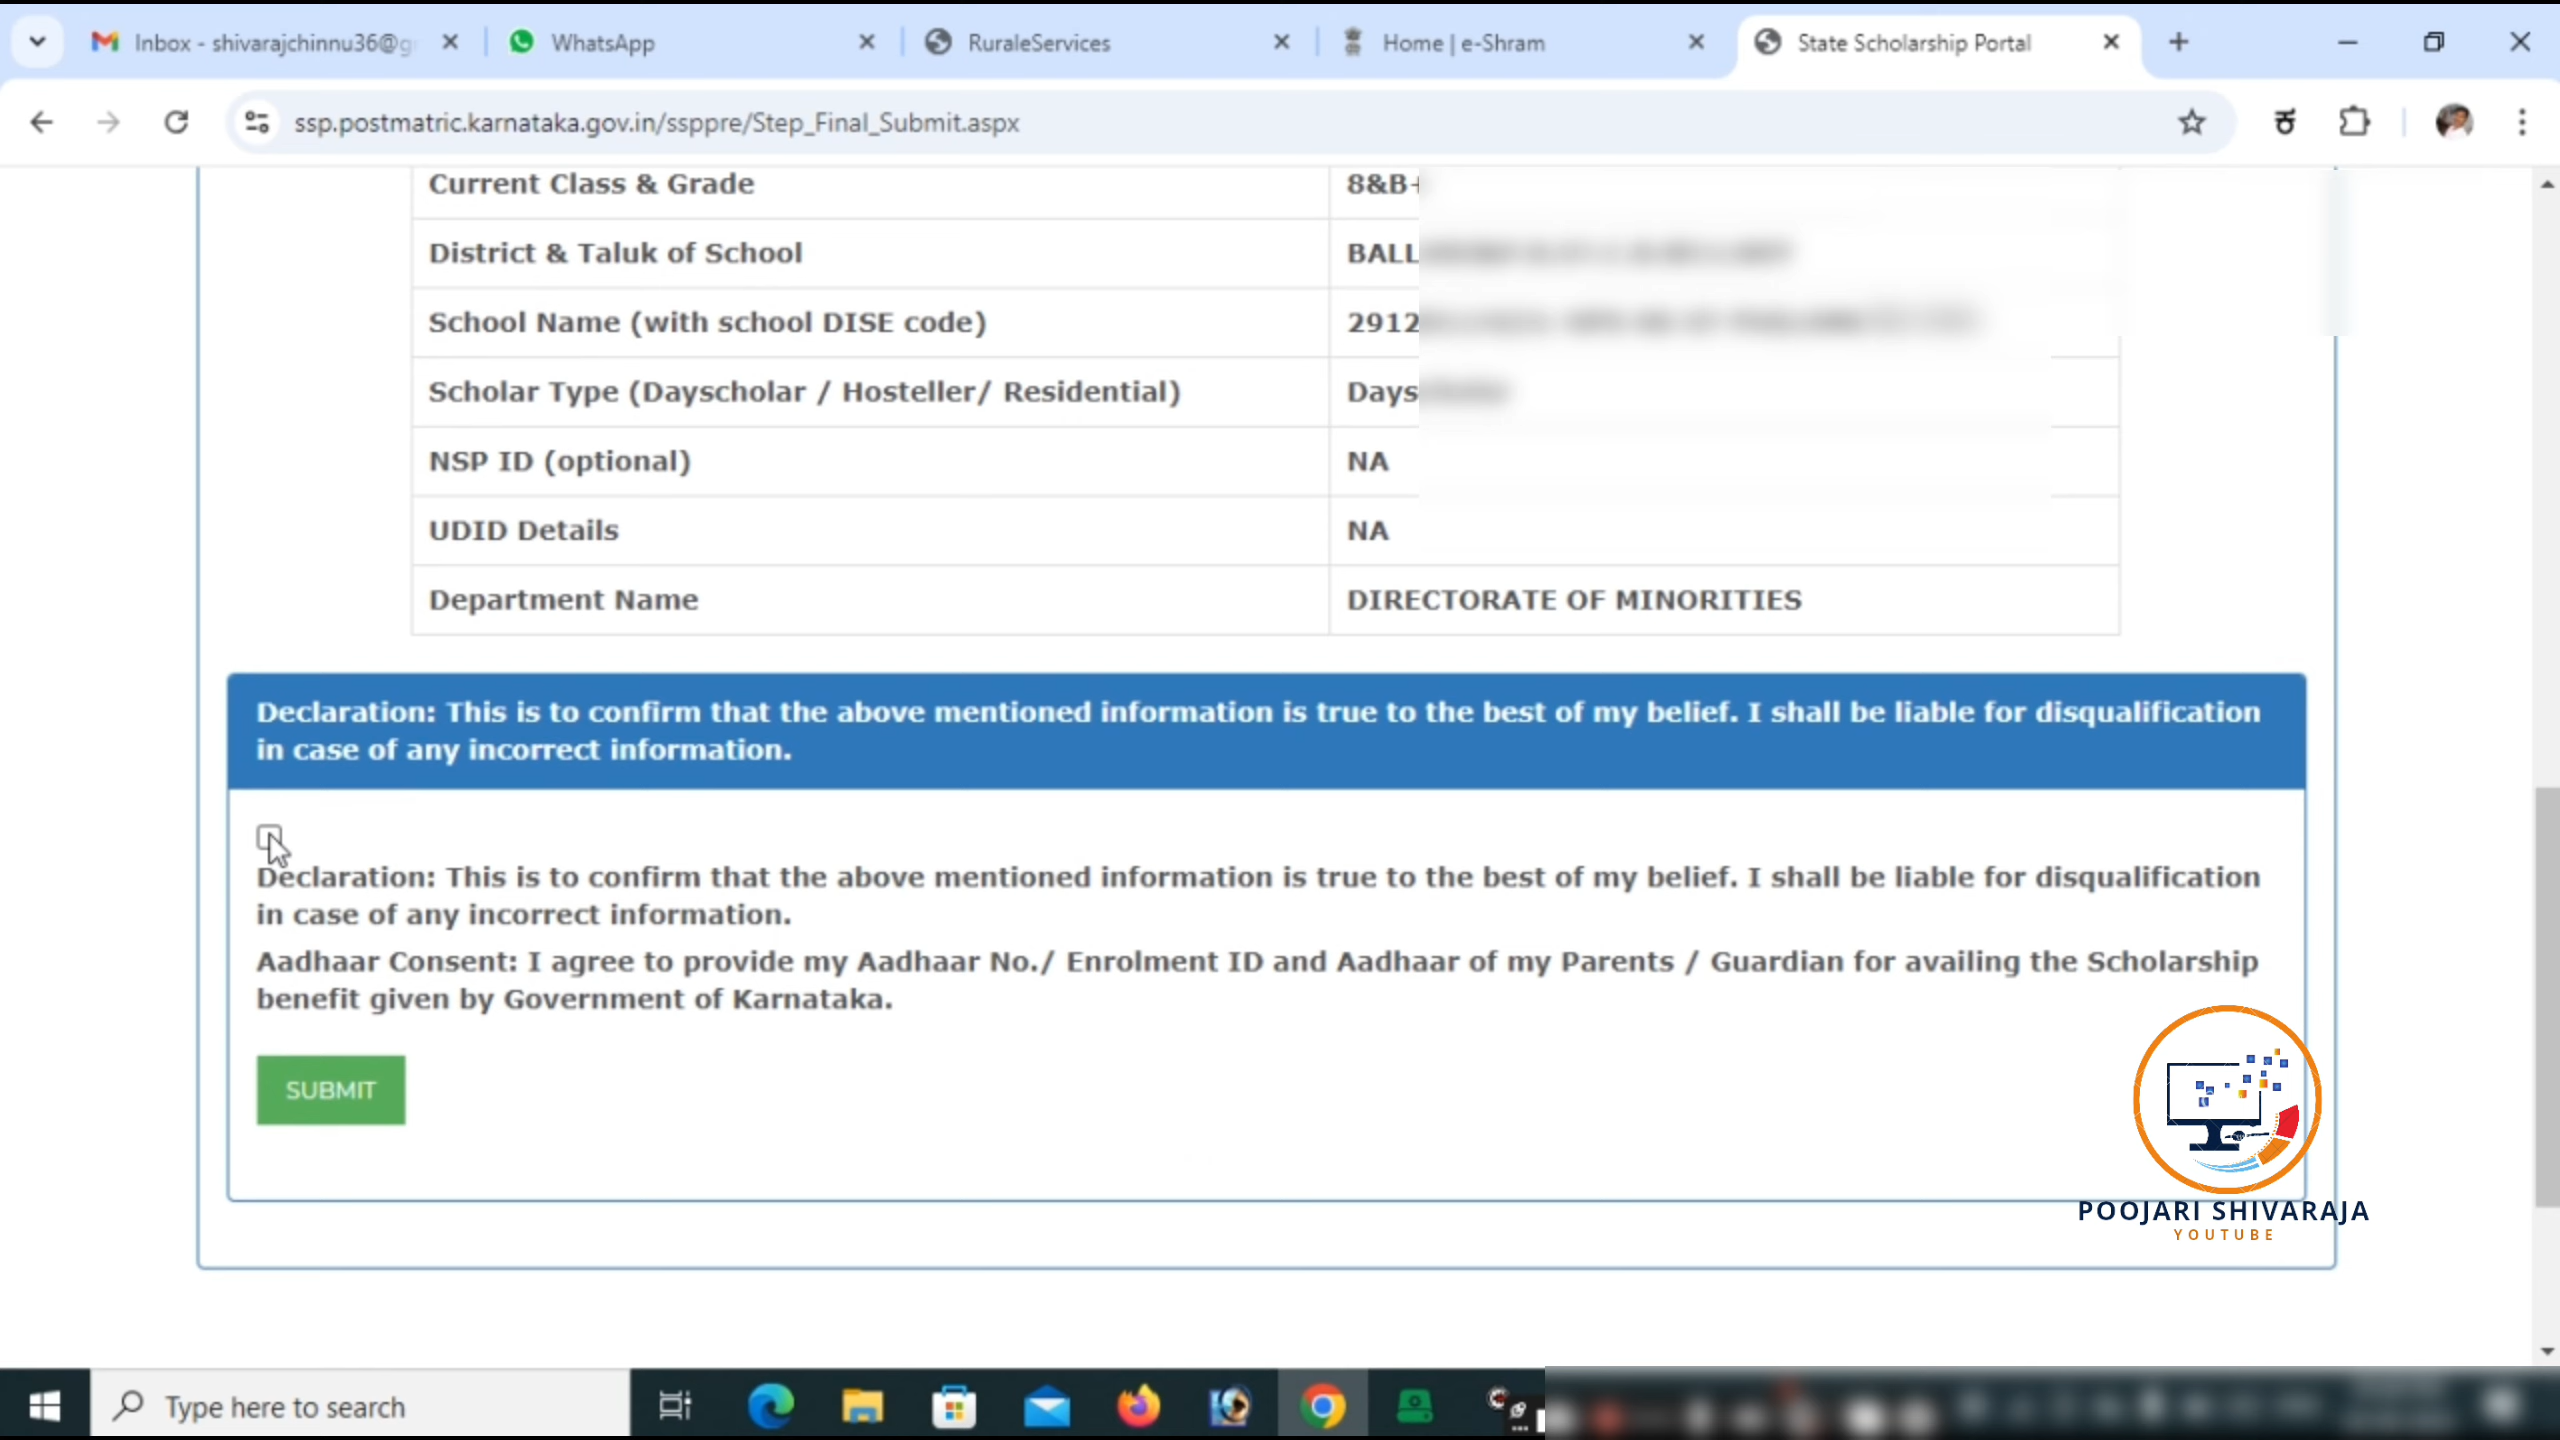 Inbox - shivarajchinnu36@g
WhatsApp
RuraleServices
Home | e-Shram
State Scholarship Portal
ssp.postmatric.karnataka.gov.in/ssppre/Step_Final_Submit.aspx
ಕ
Current Class & Grade 8&B+
District & Taluk of School BALL
School Name (with school DISE code) 2912
Scholar Type (Dayscholar / Hosteller/ Residential) Days
NSP ID (optional) NA
UDID Details NA
Department Name DIRECTORATE OF MINORITIES
Declaration: This is to confirm that the above mentioned information is true to the best of my belief. I shall be liable for disqualification
in case of any incorrect information.
Declaration: This is to confirm that the above mentioned information is true to the best of my belief. I shall be liable for disqualification
in case of any incorrect information.
Aadhaar Consent: I agree to provide my Aadhaar No./ Enrolment ID and Aadhaar of my Parents / Guardian for availing the Scholarship
benefit given by Government of Karnataka.
SUBMIT
POOJARI SHIVARAJA
YOUTUBE
Type here to search